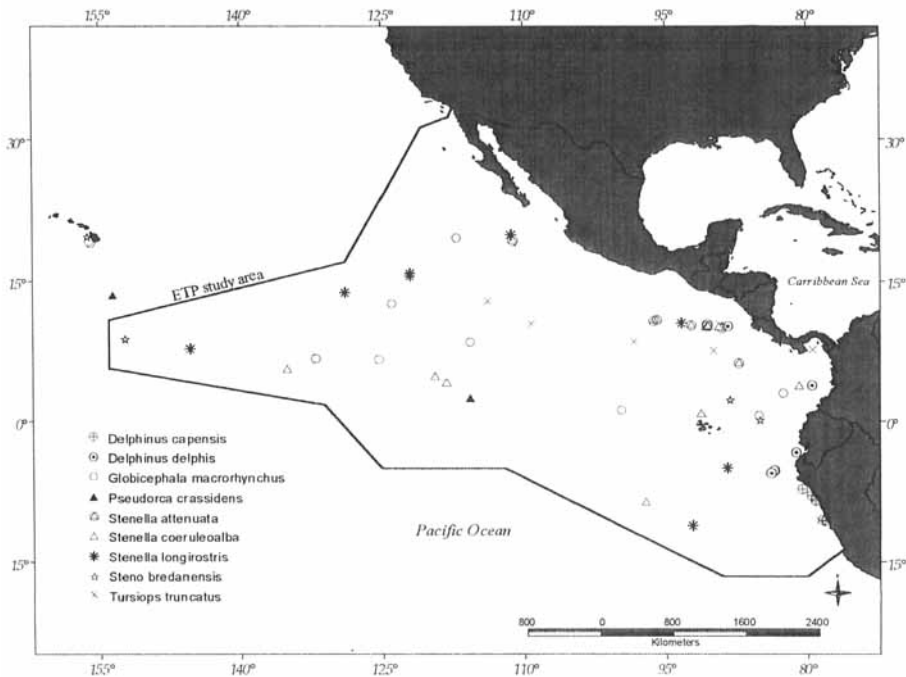 155° 140° 125° 110° 95° 80°
30° 30°
ETP study area
15° 15°
Carribbean Sea
0° 0°
Delphinus capensis
Delphinus delphis
Globicephala macrorhynchus
Pseudorca crassidens
Stenella attenuata
Stenella coeruleoalba
Stenella longirostris
Steno bredanensis
Tursiops truncatus
Pacific Ocean
15° 15°
800 0 800 1600 2400
Kilometers
155° 140° 125° 110° 95° 80°